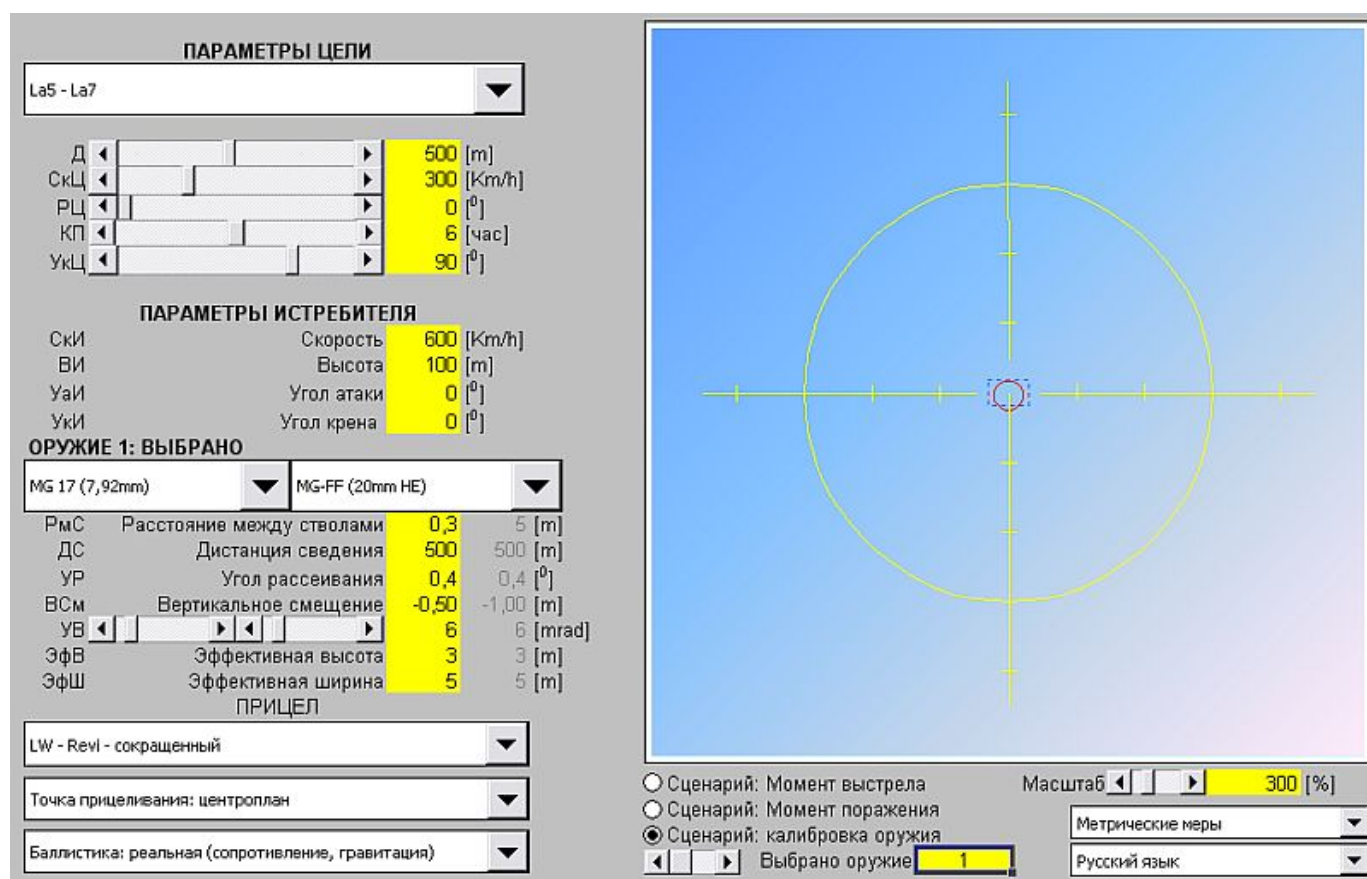 ПАРАМЕТРЫ ЦЕЛИ
La5 - La7
Д 500 [m]
СкЦ 300 [Km/h]
РЦ 0 [⁰]
КП 6 [час]
УкЦ 90 [⁰]
ПАРАМЕТРЫ ИСТРЕБИТЕЛЯ
СкИ Скорость 600 [Km/h]
ВИ Высота 100 [m]
УаИ Угол атаки 0 [⁰]
УкИ Угол крена 0 [⁰]
ОРУЖИЕ 1: ВЫБРАНО
MG 17 (7,92mm) MG-FF (20mm HE)
РмС Расстояние между стволами 0,3 5 [m]
ДС Дистанция сведения 500 500 [m]
УР Угол рассеивания 0,4 0,4 [⁰]
ВСм Вертикальное смещение -0,50 -1,00 [m]
УВ 6 6 [mrad]
ЭфВ Эффективная высота 3 3 [m]
ЭфШ Эффективная ширина 5 5 [m]
ПРИЦЕЛ
LW - Revi - сокращенный
Точка прицеливания: центроплан
Баллистика: реальная (сопротивление, гравитация)
Сценарий: Момент выстрела
Сценарий: Момент поражения
Сценарий: калибровка оружия
Выбрано оружие 1
Масштаб 300 [%]
Метрические меры
Русский язык